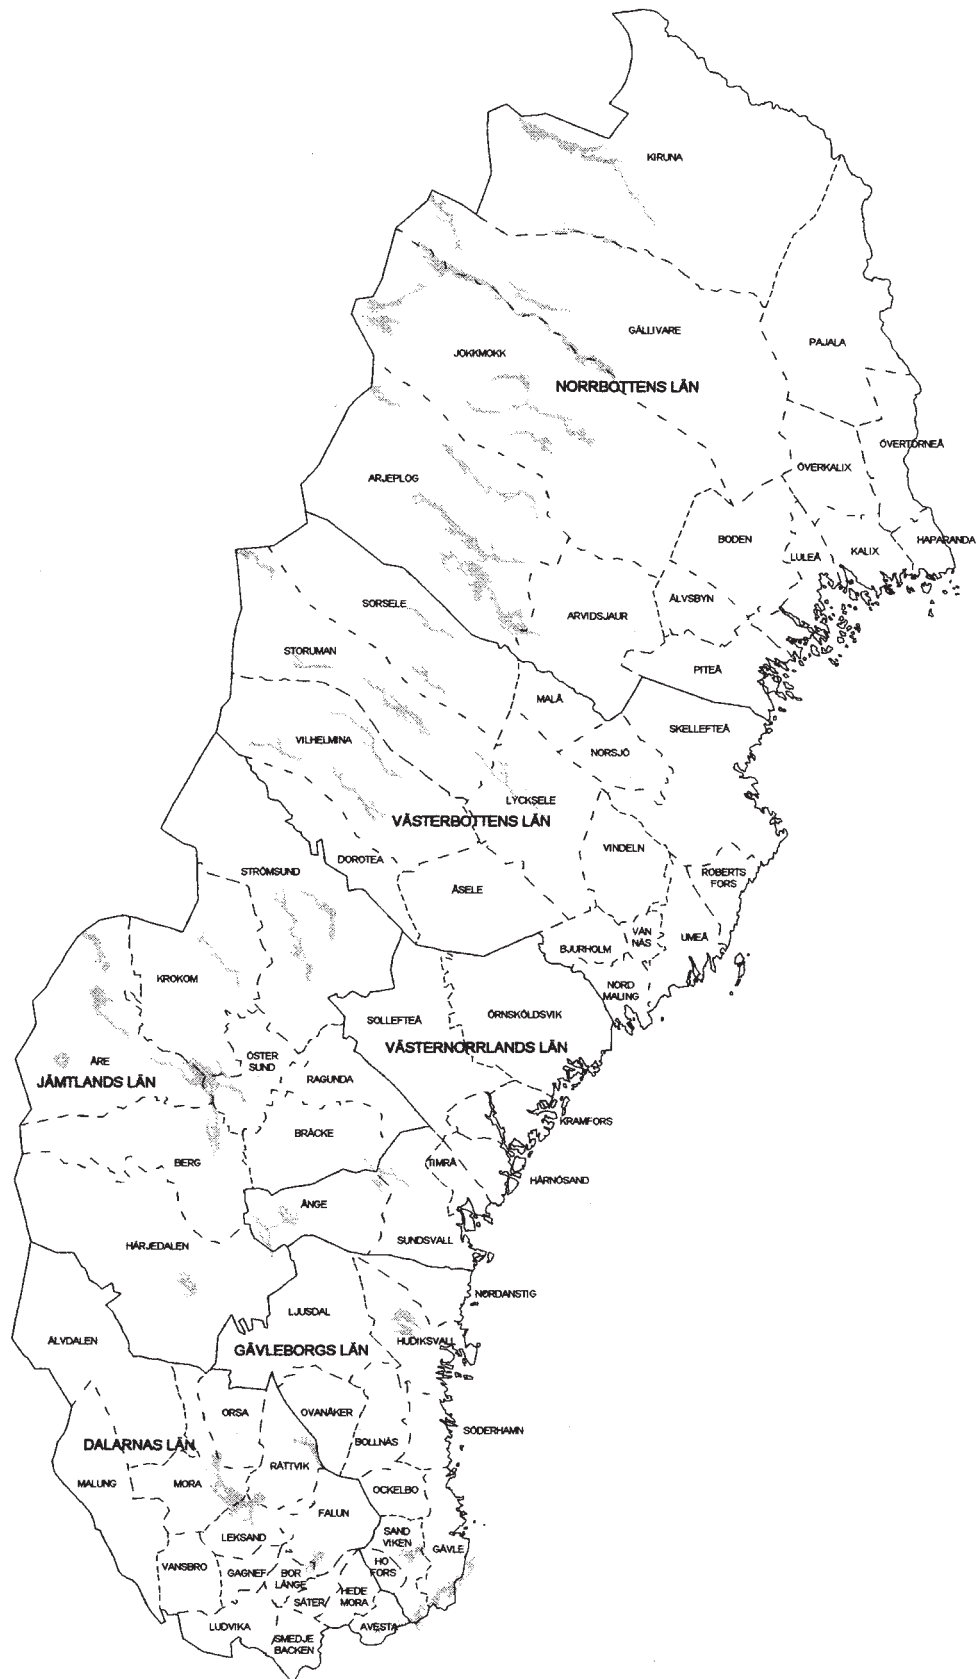 KIRUNA
GÄLLIVARE
PAJALA
JOKKMOKK
NORRBOTTENS LÄN
ÖVERTORNEÅ
ÖVERKALIX
ARJEPLOG
BODEN
HAPARANDA
LULEÅ
KALIX
ÄLVSBYN
SORSELE
ARVIDSJAUR
STORUMAN
PITEÅ
MALÅ
SKELLEFTEÅ
VILHELMINA
NORSJÖ
LYCKSELE
VÄSTERBOTTENS LÄN
VINDELN
DOROTEA
STRÖMSUND
ROBERTS
FORS
ÅSELE
VÄN
NÄS
UMEÅ
BJURHOLM
KROKOM
NORD
MALING
ÖRNSKÖLDSVIK
SOLLEFTEÅ
VÄSTERNORRLANDS LÄN
ÅRE
ÖSTER
SUND
JÄMTLANDS LÄN
RAGUNDA
KRAMFORS
BRÄCKE
BERG
TIMRÅ
HÄRNÖSAND
ÅNGE
SUNDSVALL
HÄRJEDALEN
NORDANSTIG
LJUSDAL
ÄLVDALEN
HUDIKSVALL
GÄVLEBORGS LÄN
ORSA
OVANÅKER
SÖDERHAMN
DALARNAS LÄN
BOLLNÄS
RÄTTVIK
MALUNG
MORA
OCKELBO
FALUN
LEKSAND
SAND
VIKEN
GÄVLE
VANSBRO
GAGNEF
BOR
LÄNGE
HO
FORS
HEDE
MORA
SÄTER
LUDVIKA
AVESTA
SMEDJE
BACKEN